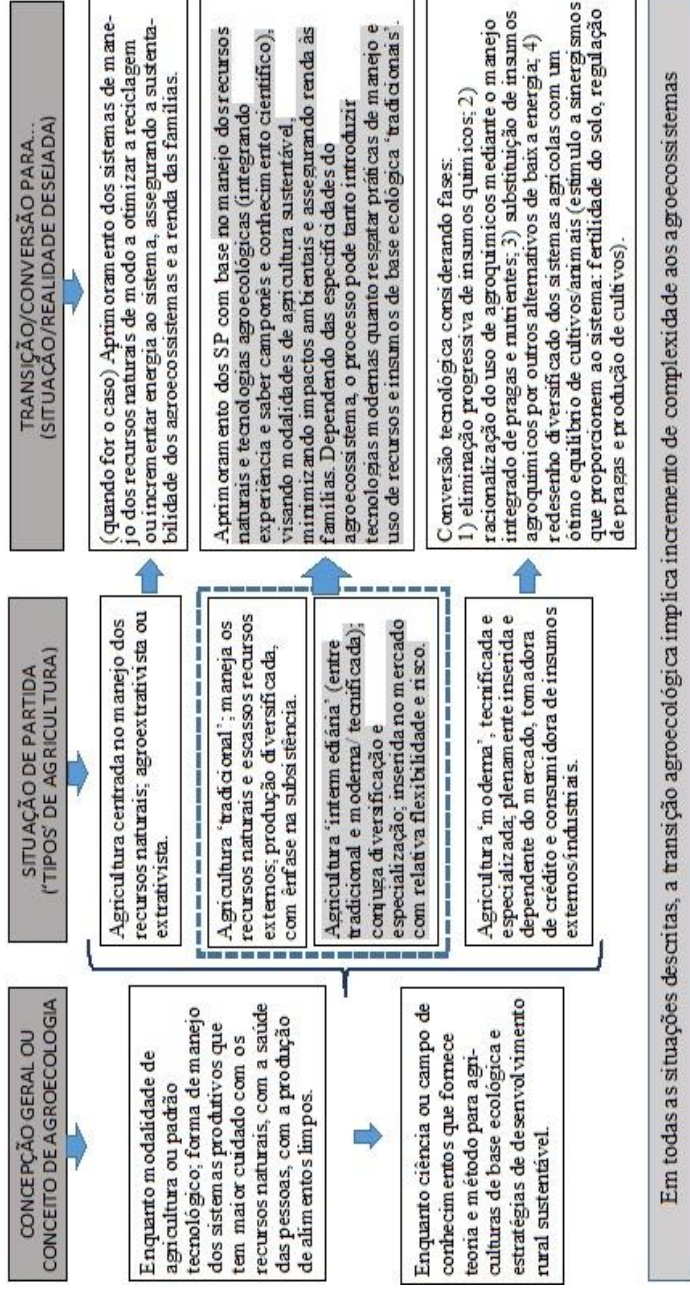 CONCEPÇÃO GERAL OU
CONCEITO DE AGROECOLOGIA
Enquanto modalidade de
agricultura ou padrão
tecnológico; forma de manejo
dos sistemas produtivos que
tem maior cuidado com os
recursos naturais, com a saúde
das pessoas, com a produção
de alimentos limpos.
Enquanto ciência ou campo de
conhecimentos que fornece
teoria e método para agri-
culturas de base ecológica e
estratégias de desenvolvimento
rural sustentável.
SITUAÇÃO DE PARTIDA
('TIPOS' DE AGRICULTURA)
Agricultura centrada no manejo dos
recursos naturais; agroextrativista ou
extrativista.
Agricultura 'tradicional'; maneja os
recursos naturais e escassos recursos
externos; produção diversificada,
com ênfase na subsistência.
Agricultura 'intermediária' (entre
tradicional e moderna/ tecnificada);
conjuga diversificação e
especialização; inserida no mercado
com relativa flexibilidade e risco.
Agricultura 'moderna', tecnificada e
especializada; plenamente inserida e
dependente do mercado, tomadora
de crédito e consumidora de insumos
externos/industriais.
TRANSIÇÃO/CONVERSÃO PARA...
(SITUAÇÃO/REALIDADE DESEJADA)
(quando for o caso) Aprimoramento dos sistemas de mane-
jo dos recursos naturais de modo a otimizar a reciclagem
ou incrementar energia ao sistema, assegurando a sustenta-
bilidade dos agroecossistemas e a renda das famílias.
Aprimoramento dos SP com base no manejo dos recursos
naturais e tecnologias agroecológicas (integrando
experiência e saber camponês e conhecimento científico),
visando modalidades de agricultura sustentável,
minimizando impactos ambientais e assegurando renda às
famílias. Dependendo das especificidades do
agroecossistema, o processo pode tanto introduzir
tecnologias modernas quanto resgatar práticas de manejo e
uso de recursos e insumos de base ecológica 'tradicionais'.
Conversão tecnológica considerando fases:
1) eliminação progressiva de insumos químicos; 2)
racionalização do uso de agroquímicos mediante o manejo
integrado de pragas e nutrientes; 3) substituição de insumos
agroquímicos por outros alternativos de baixa energia; 4)
redesenho diversificado dos sistemas agrícolas com um
ótimo equilíbrio de cultivos/animais (estímulo a sinergismos
que proporcionem ao sistema: fertilidade do solo, regulação
de pragas e produção de cultivos).
Em todas as situações descritas, a transição agroecológica implica incremento de complexidade aos agroecossistemas